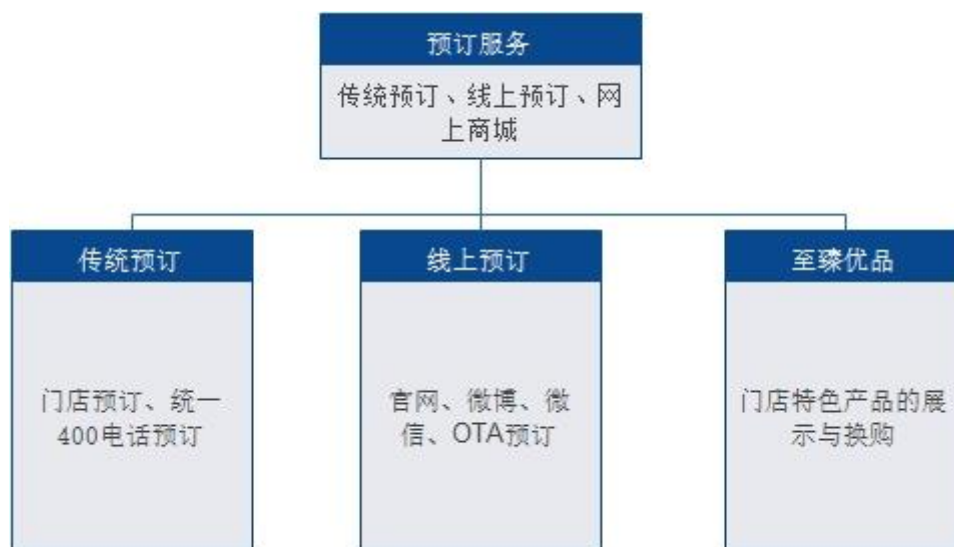 预订服务
传统预订、线上预订、网
上商城
传统预订
门店预订、统一
400电话预订
线上预订
官网、微博、微
信、OTA预订
至臻优品
门店特色产品的展
示与换购